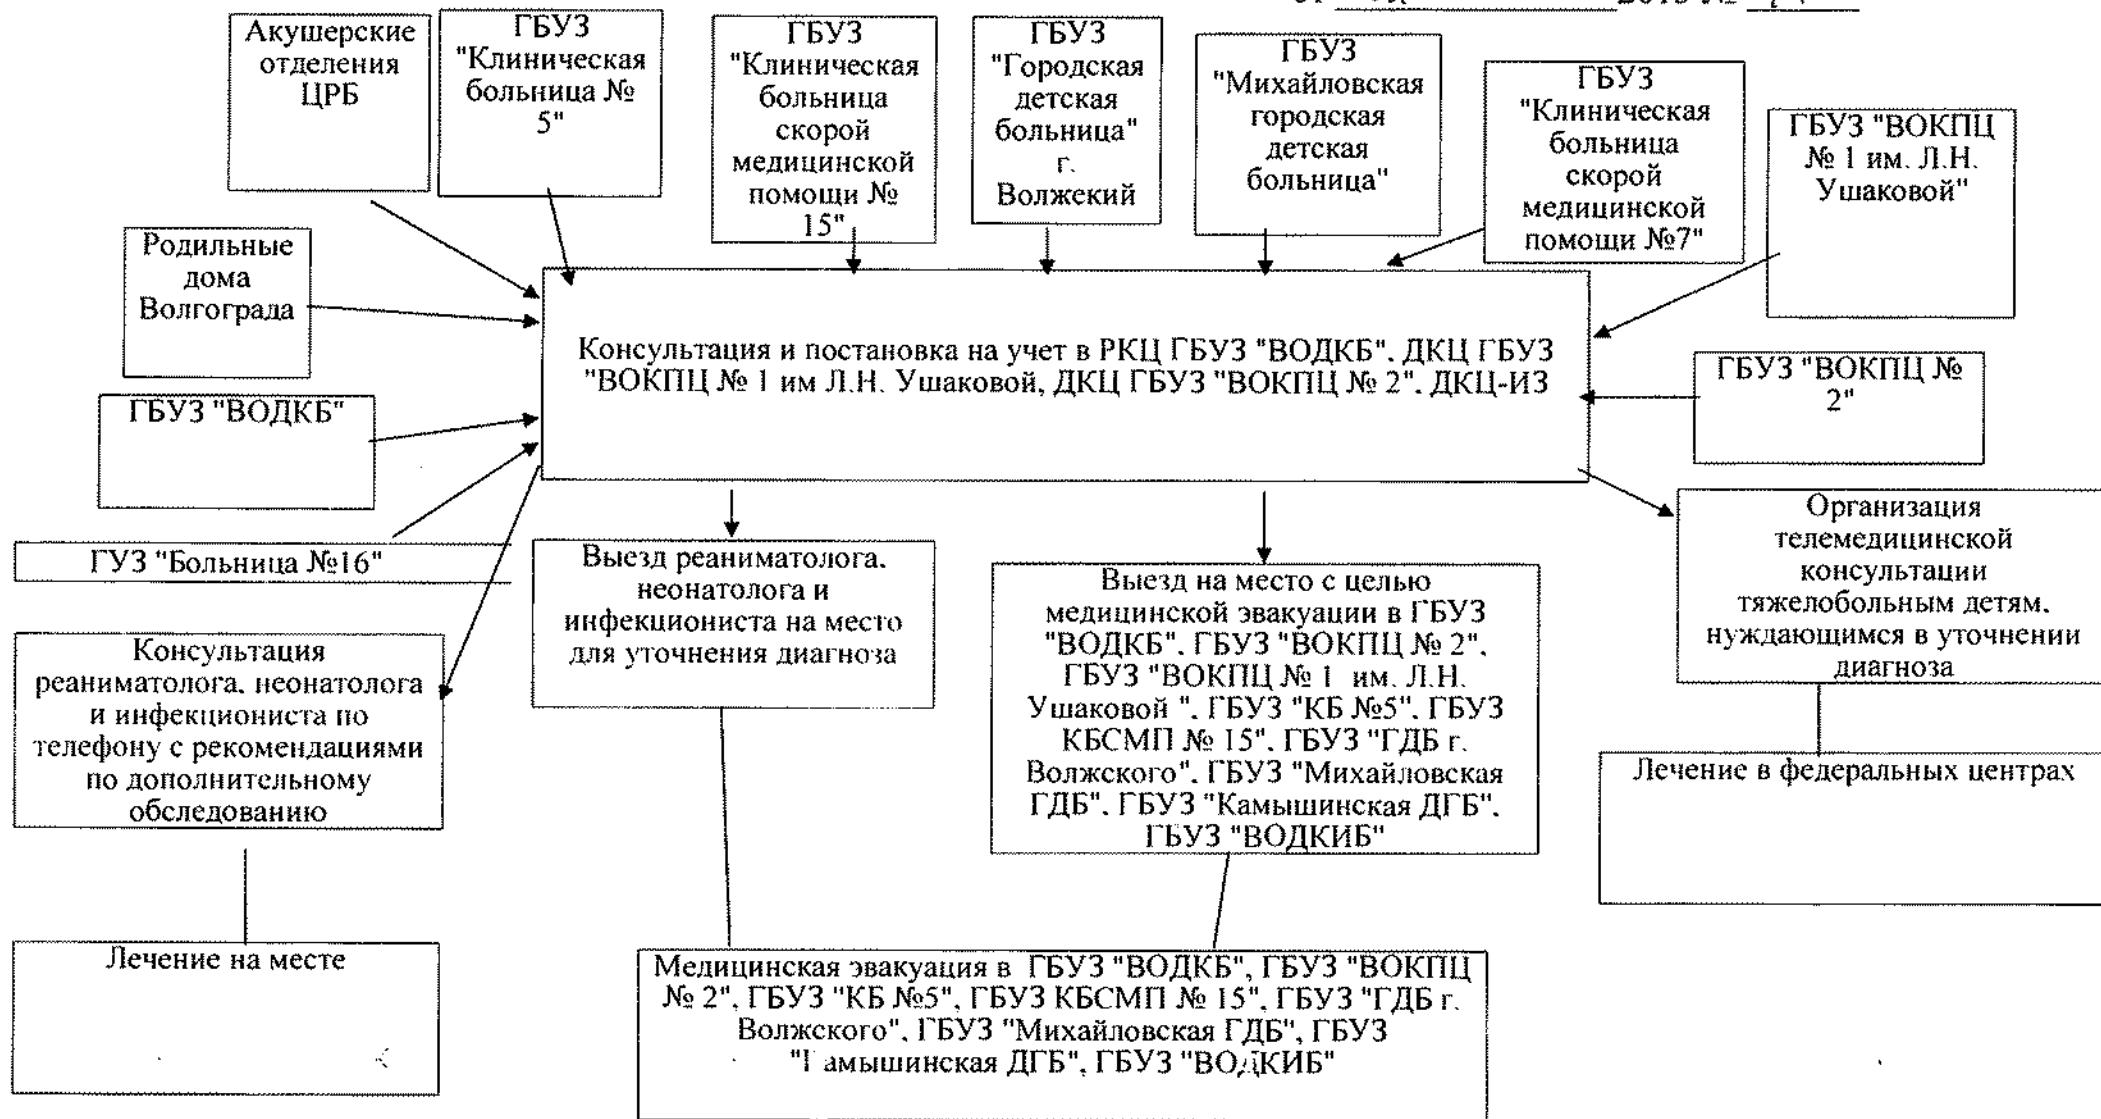 2015 №
Акушерские
отделения
ЦРБ
ГБУЗ
"Клиническая
больница №
5"
ГБУЗ
"Клиническая
больница
скорой
медицинской
помощи №
15"
ГБУЗ
"Городская
детская
больница"
г.
Волжский
ГБУЗ
"Михайловская
городская
детская
больница"
ГБУЗ
"Клиническая
больница
скорой
медицинской
помощи №7"
ГБУЗ "ВОКПЦ
№ 1 им. Л.Н.
Ушаковой"
Родильные
дома
Волгограда
Консультация и постановка на учет в РКЦ ГБУЗ "ВОДКБ". ДКЦ ГБУЗ
"ВОКПЦ № 1 им Л.Н. Ушаковой, ДКЦ ГБУЗ "ВОКПЦ № 2". ДКЦ-ИЗ
ГБУЗ "ВОКПЦ №
2"
ГБУЗ "ВОДКБ"
ГУЗ "Больница №16"
Выезд реаниматолога.
неонатолога и
инфекциониста на место
для уточнения диагноза
Выезд на место с целью
медицинской эвакуации в ГБУЗ
"ВОДКБ". ГБУЗ "ВОКПЦ № 2".
ГБУЗ "ВОКПЦ № 1 им. Л.Н.
Ушаковой ". ГБУЗ "КБ №5". ГБУЗ
КБСМП № 15". ГБУЗ "ГДБ г.
Волжского". ГБУЗ "Михайловская
ГДБ". ГБУЗ "Камышинская ДГБ".
ГБУЗ "ВОДКИБ"
Организация
телемедицинской
консультации
тяжелобольным детям.
нуждающимся в уточнении
диагноза
Консультация
реаниматолога. неонатолога
и инфекциониста по
телефону с рекомендациями
по дополнительному
обследованию
Лечение в федеральных центрах
Лечение на месте
Медицинская эвакуация в ГБУЗ "ВОДКБ", ГБУЗ "ВОКПЦ
№ 2", ГБУЗ "КБ №5", ГБУЗ КБСМП № 15", ГБУЗ "ГДБ г.
Волжского", ГБУЗ "Михайловская ГДБ", ГБУЗ
"Камышинская ДГБ", ГБУЗ "ВОДКИБ"